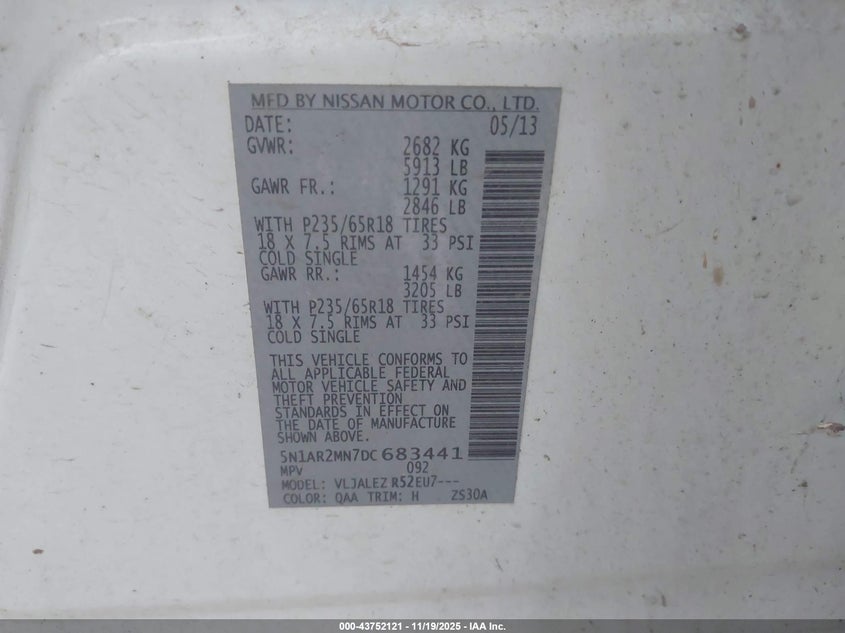 MFD BY NISSAN MOTOR CO., LTD.
DATE: 05/13
GVWR: 2682 KG
5913 LB
GAWR FR.: 1291 KG
2846 LB
WITH P235/65R18 TIRES
18 X 7.5 RIMS AT 33 PSI
COLD SINGLE
GAWR RR.: 1454 KG
3205 LB
WITH P235/65R18 TIRES
18 X 7.5 RIMS AT 33 PSI
COLD SINGLE
THIS VEHICLE CONFORMS TO
ALL APPLICABLE FEDERAL
MOTOR VEHICLE SAFETY AND
THEFT PREVENTION
STANDARDS IN EFFECT ON
THE DATE OF MANUFACTURE
SHOWN ABOVE.
5N1AR2MN7DC683441
MPV 092
MODEL: VLJALEZ R52EU7---
COLOR: QAA TRIM: H ZS30A
000-43752121 - 11/19/2025 - IAA Inc.